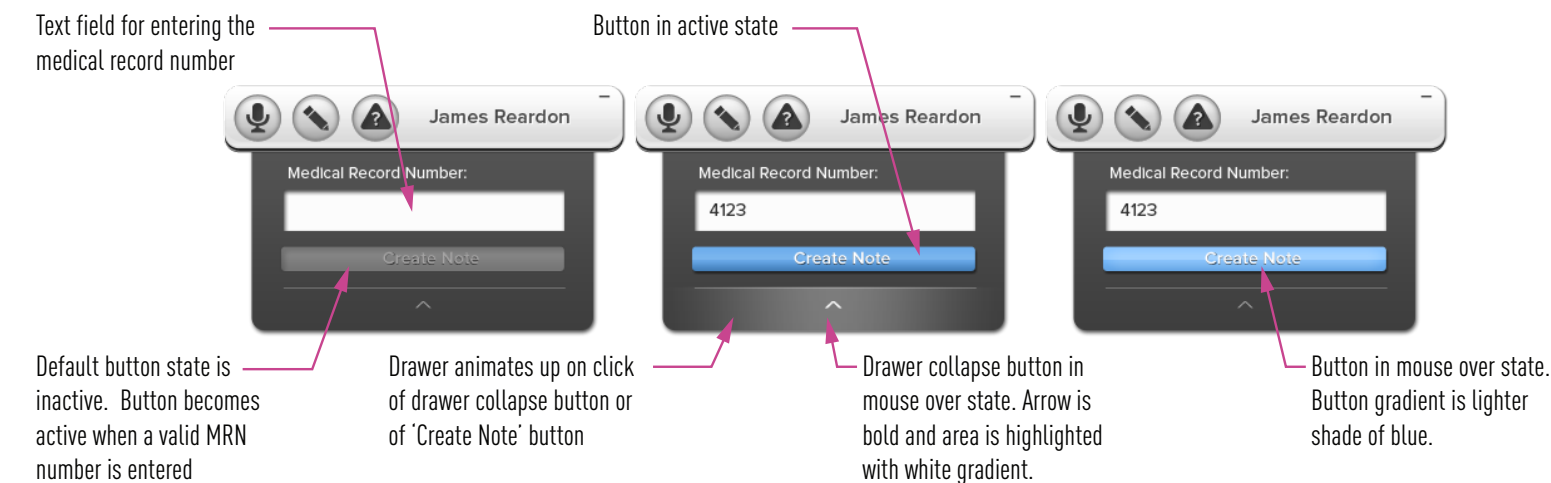 Text field for entering the
medical record number
Button in active state
James Reardon
Medical Record Number:
Create Note
James Reardon
Medical Record Number:
4123
Create Note
James Reardon
Medical Record Number:
4123
Create Note
Default button state is
inactive.  Button becomes
active when a valid MRN
number is entered
Drawer animates up on click
of drawer collapse button or
of ‘Create Note’ button
Drawer collapse button in
mouse over state. Arrow is
bold and area is highlighted
with white gradient.
Button in mouse over state.
Button gradient is lighter
shade of blue.